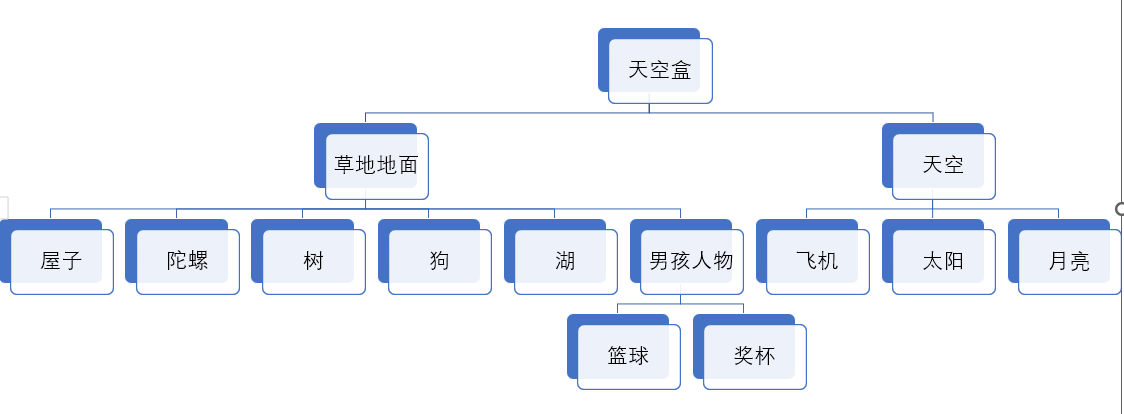 天空盒
草地地面
天空
屋子
陀螺
树
狗
湖
男孩人物
飞机
太阳
月亮
篮球
奖杯